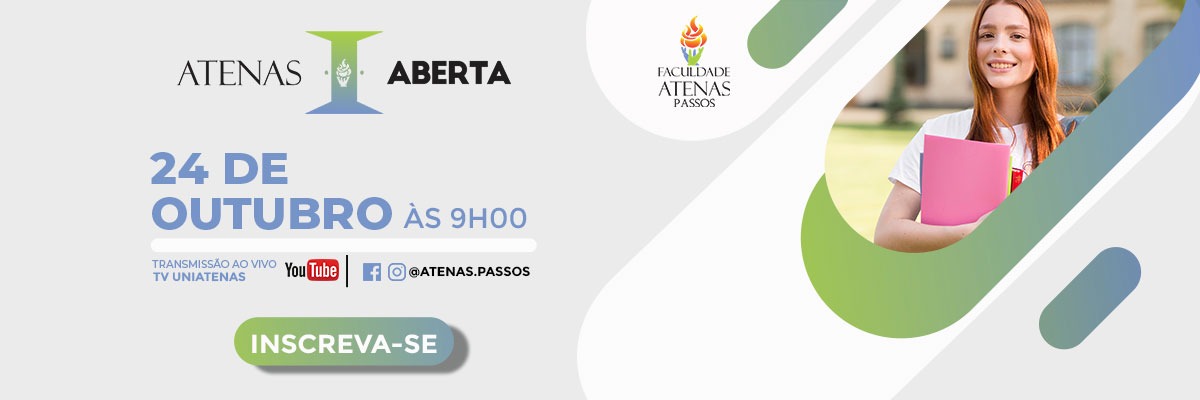 ATENAS ABERTA
24 DE
OUTUBRO ÀS 9H00
TRANSMISSÃO AO VIVO
TV UNIATENAS
YouTube
@ATENAS.PASSOS
INSCREVA-SE
FACULDADE
ATENAS
PASSOS